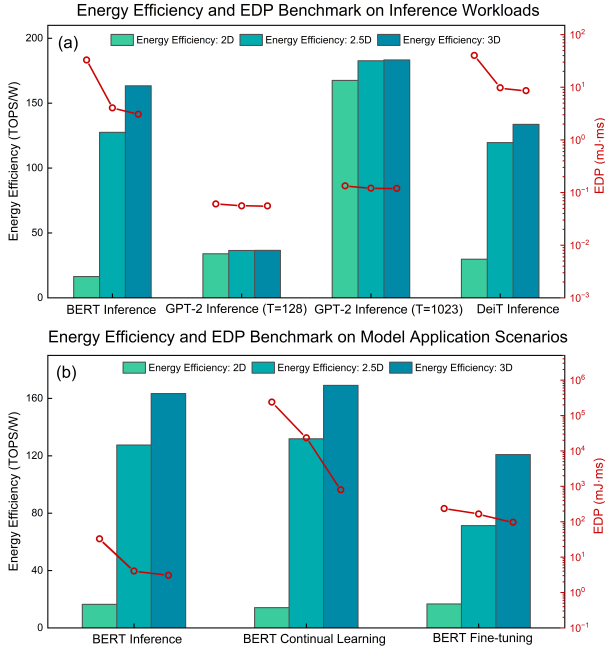 Energy Efficiency and EDP Benchmark on Inference Workloads
(a)
Energy Efficiency: 2D Energy Efficiency: 2.5D Energy Efficiency: 3D
Energy Efficiency (TOPS/W)
200
150
100
50
0
EDP (mJ·ms)
10^2
10^1
10^0
10^-1
10^-2
10^-3
BERT Inference GPT-2 Inference (T=128) GPT-2 Inference (T=1023) DeiT Inference
Energy Efficiency and EDP Benchmark on Model Application Scenarios
(b)
Energy Efficiency: 2D Energy Efficiency: 2.5D Energy Efficiency: 3D
Energy Efficiency (TOPS/W)
160
120
80
40
0
EDP (mJ·ms)
10^6
10^5
10^4
10^3
10^2
10^1
10^0
10^-1
BERT Inference BERT Continual Learning BERT Fine-tuning